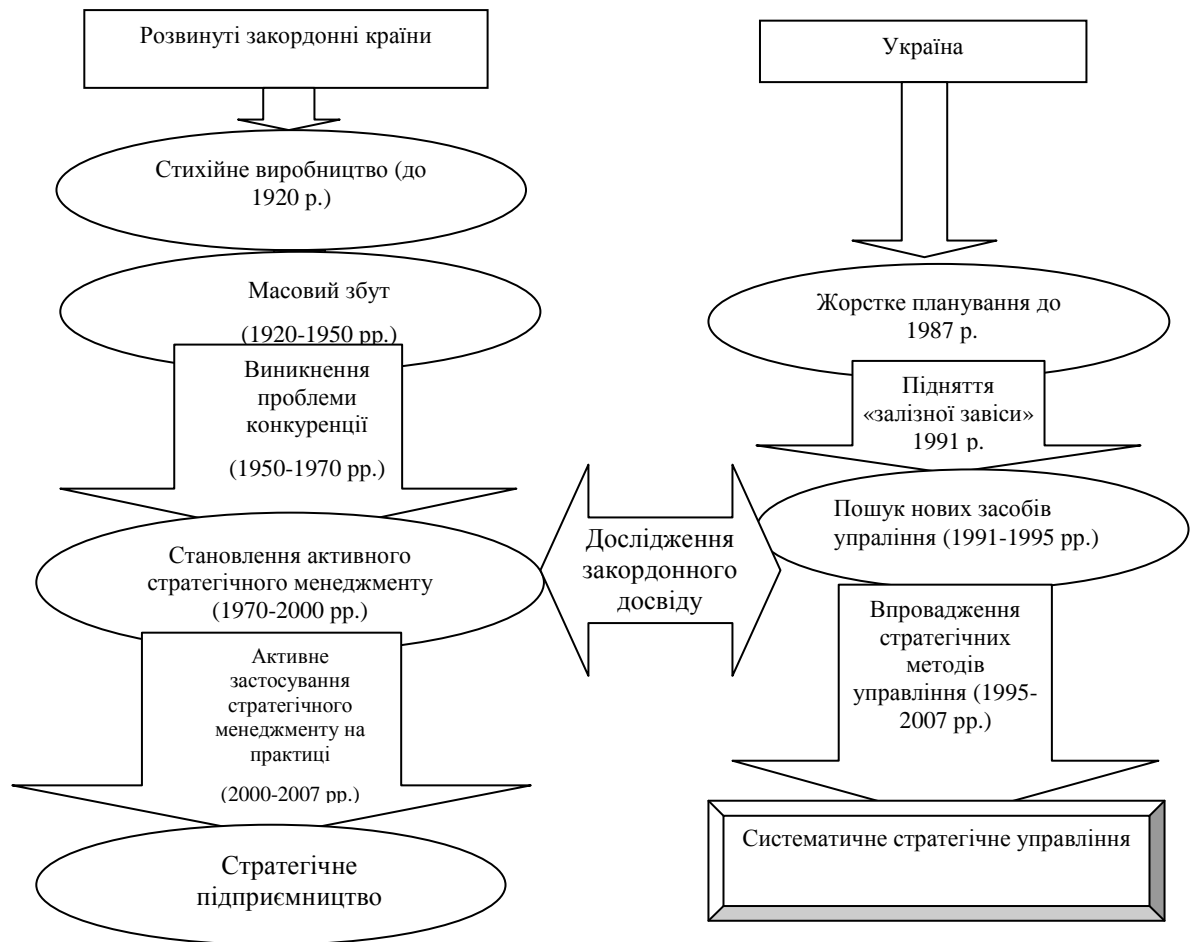 Розвинуті закордонні країни
Стихійне виробництво (до
1920 р.)
Масовий збут
(1920-1950 рр.)
Виникнення
проблеми
конкуренції
(1950-1970 рр.)
Становлення активного
стратегічного менеджменту
(1970-2000 рр.)
Активне
застосування
стратегічного
менеджменту на
практиці
(2000-2007 рр.)
Стратегічне
підприємництво
Дослідження
закордонного
досвіду
Україна
Жорстке планування до
1987 р.
Підняття
«залізної завіси»
1991 р.
Пошук нових засобів
упраління (1991-1995 рр.)
Впровадження
стратегічних
методів
управління (1995-
2007 рр.)
Систематичне стратегічне управління